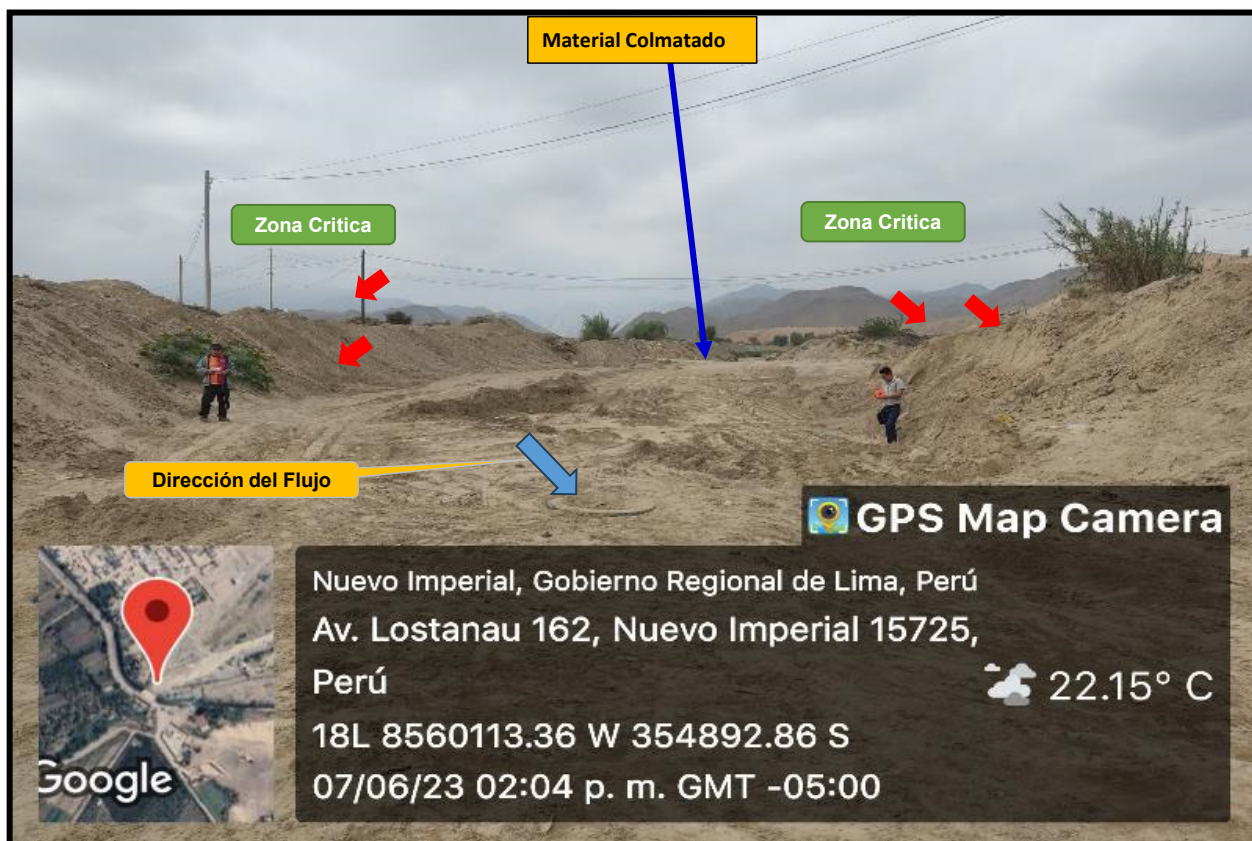 Material Colmatado
Zona Critica
Zona Critica
Dirección del Flujo
GPS Map Camera
Nuevo Imperial, Gobierno Regional de Lima, Perú
Av. Lostanau 162, Nuevo Imperial 15725,
Perú
22.15° C
18L 8560113.36 W 354892.86 S
07/06/23 02:04 p. m. GMT -05:00
Google